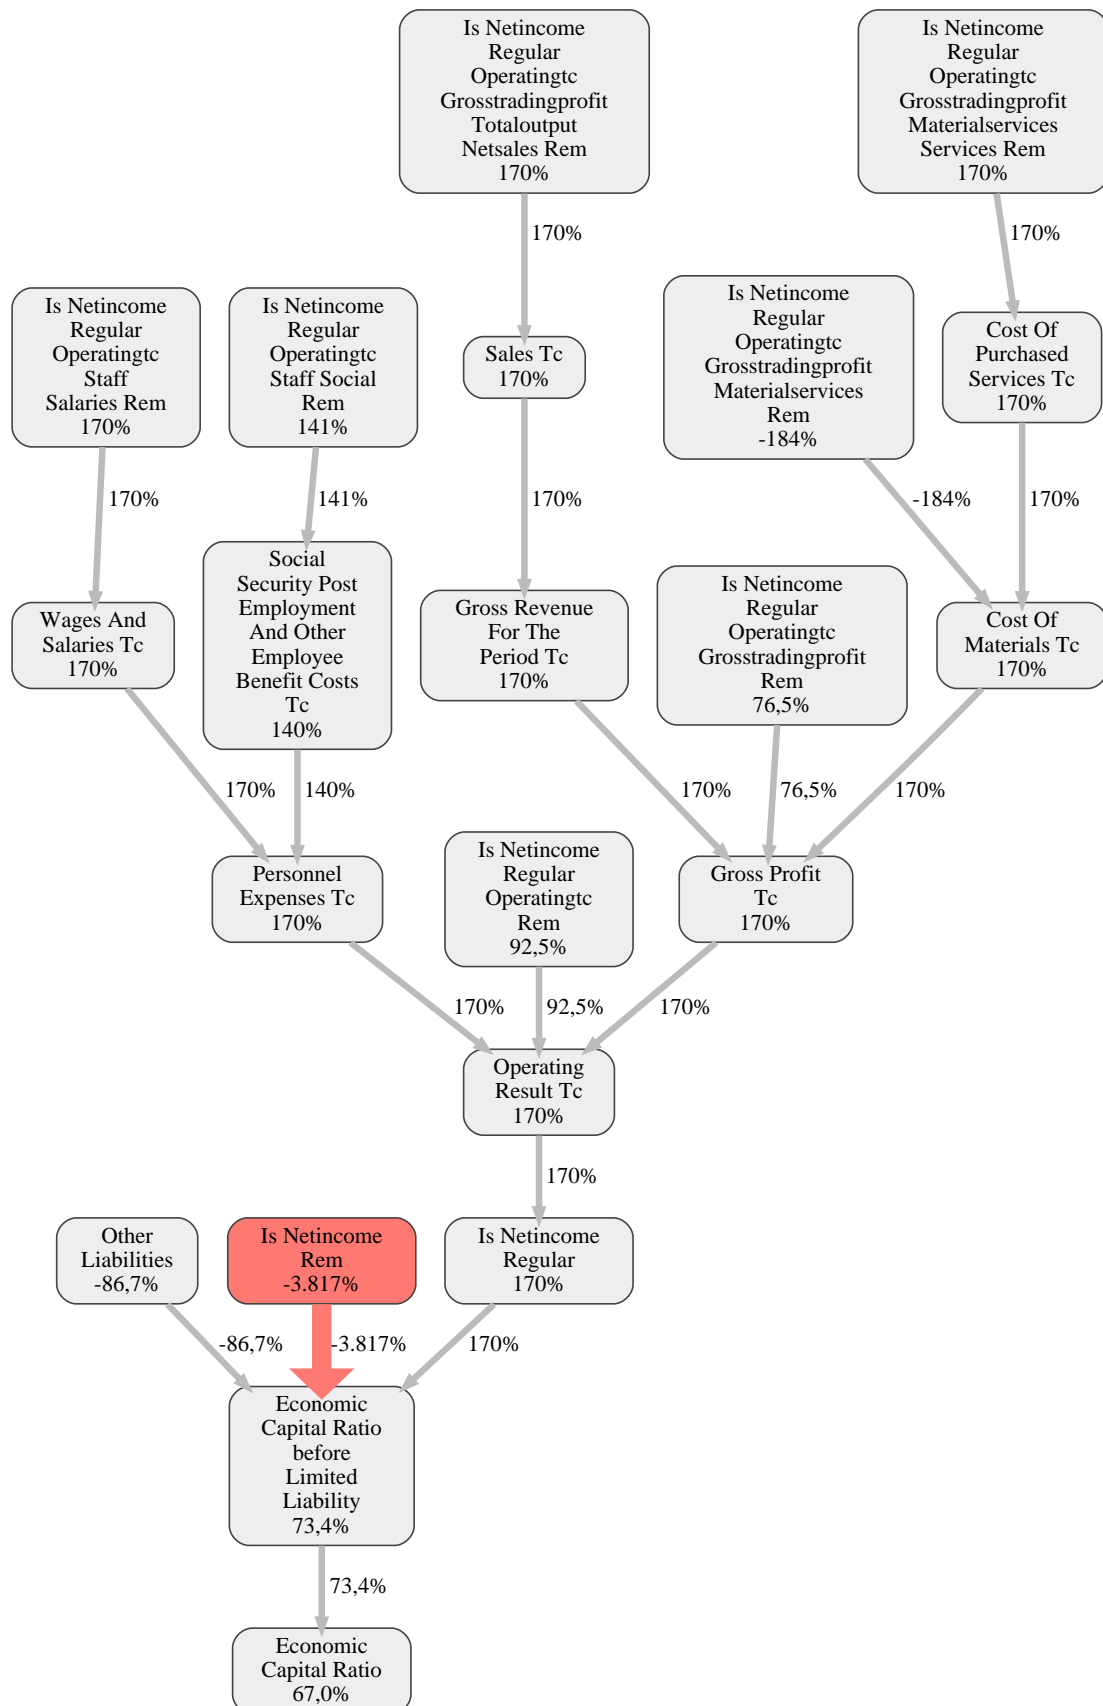 Is Netincome
Regular
Operatingtc
Grosstradingprofit
Totaloutput
Netsales Rem
170%
Is Netincome
Regular
Operatingtc
Grosstradingprofit
Materialservices
Services Rem
170%
170%
170%
Is Netincome
Regular
Operatingtc
Staff
Salaries Rem
170%
Is Netincome
Regular
Operatingtc
Staff Social
Rem
141%
Sales Tc
170%
Is Netincome
Regular
Operatingtc
Grosstradingprofit
Materialservices
Rem
-184%
Cost Of
Purchased
Services Tc
170%
170%
141%
170%
-184%
170%
Wages And
Salaries Tc
170%
Social
Security Post
Employment
And Other
Employee
Benefit Costs
Tc
140%
Gross Revenue
For The
Period Tc
170%
Is Netincome
Regular
Operatingtc
Grosstradingprofit
Rem
76,5%
Cost Of
Materials Tc
170%
170%
140%
170%
76,5%
170%
Personnel
Expenses Tc
170%
Is Netincome
Regular
Operatingtc
Rem
92,5%
Gross Profit
Tc
170%
170%
92,5%
170%
Operating
Result Tc
170%
170%
Other
Liabilities
-86,7%
Is Netincome
Rem
-3.817%
Is Netincome
Regular
170%
-86,7%
-3.817%
170%
Economic
Capital Ratio
before
Limited
Liability
73,4%
73,4%
Economic
Capital Ratio
67,0%